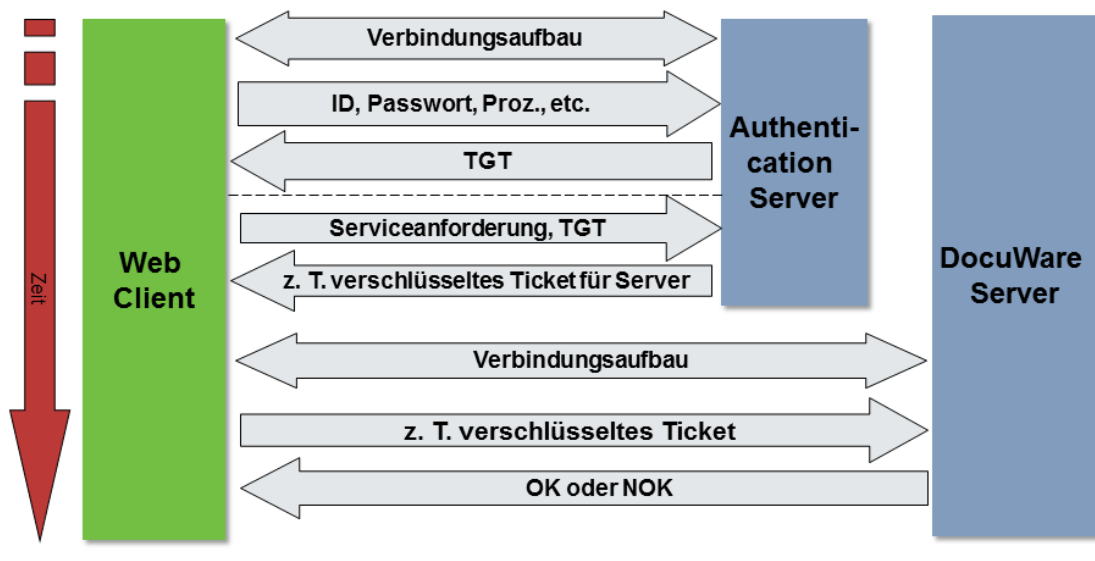 Verbindungsaufbau
ID, Passwort, Proz., etc.
TGT
Serviceanforderung, TGT
z. T. verschlüsseltes Ticket für Server
Verbindungsaufbau
z. T. verschlüsseltes Ticket
OK oder NOK
Zeit
Web
Client
Authenti-
cation
Server
DocuWare
Server